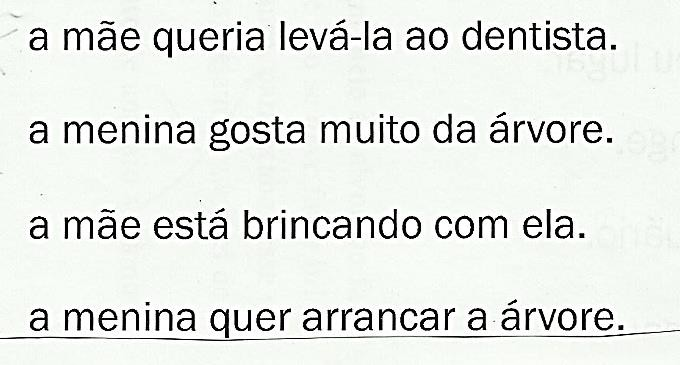 a mãe queria levá-la ao dentista.
a menina gosta muito da árvore.
a mãe está brincando com ela.
a menina quer arrancar a árvore.